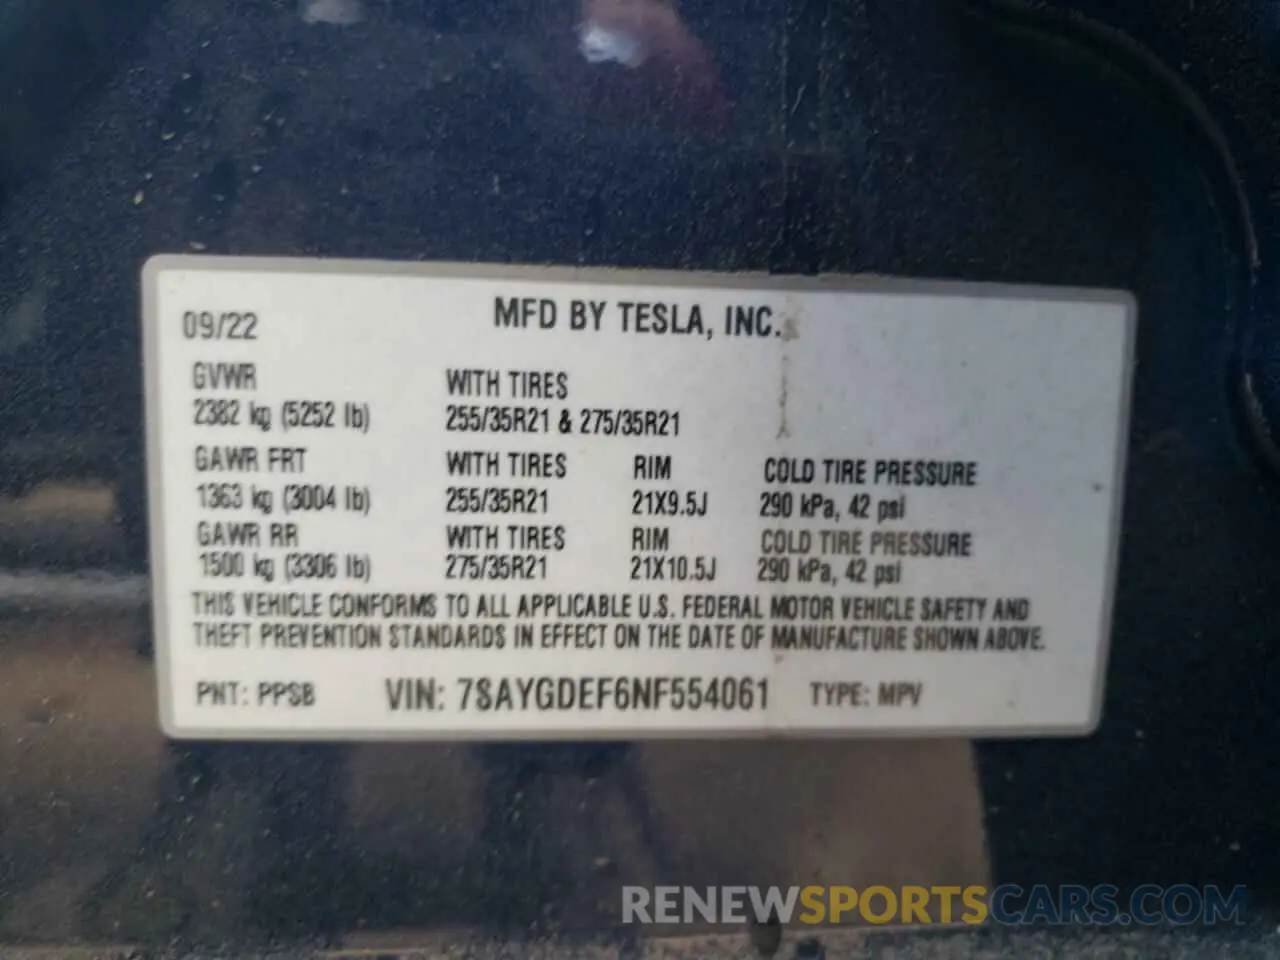 MFD BY TESLA, INC.
09/22
GVWR WITH TIRES
2382 kg (5252 lb) 255/35R21 & 275/35R21
GAWR FRT WITH TIRES RIM COLD TIRE PRESSURE
1363 kg (3004 lb) 255/35R21 21X9.5J 290 kPa, 42 psi
GAWR RR WITH TIRES RIM COLD TIRE PRESSURE
1500 kg (3306 lb) 275/35R21 21X10.5J 290 kPa, 42 psi
THIS VEHICLE CONFORMS TO ALL APPLICABLE U.S. FEDERAL MOTOR VEHICLE SAFETY AND
THEFT PREVENTION STANDARDS IN EFFECT ON THE DATE OF MANUFACTURE SHOWN ABOVE.
PNT: PPSB VIN: 7SAYGDEF6NF554061 TYPE: MPV
RENEWSPORTSCARS.COM